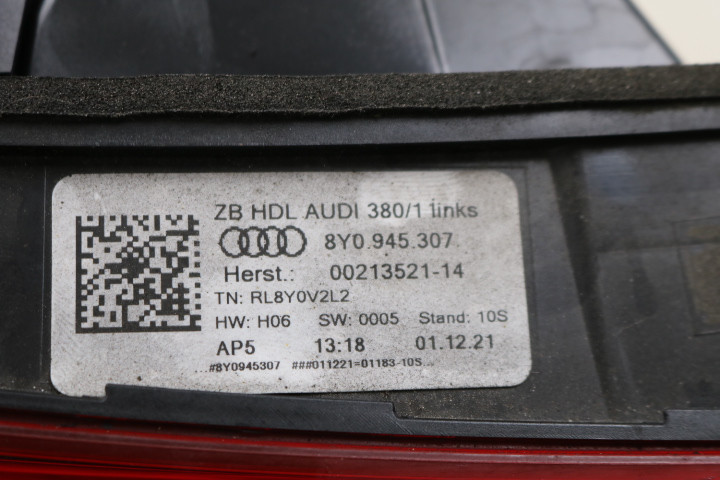 ZB HDL AUDI 380/1 links
8Y0.945.307
Herst.: 00213521-14
TN: RL8Y0V2L2
HW: H06 SW: 0005 Stand: 10S
AP5 13:18 01.12.21
...#8Y0945307 ###011221=01183-10S...